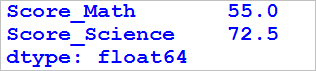 Score_Math        55.0
Score_Science     72.5
dtype: float64